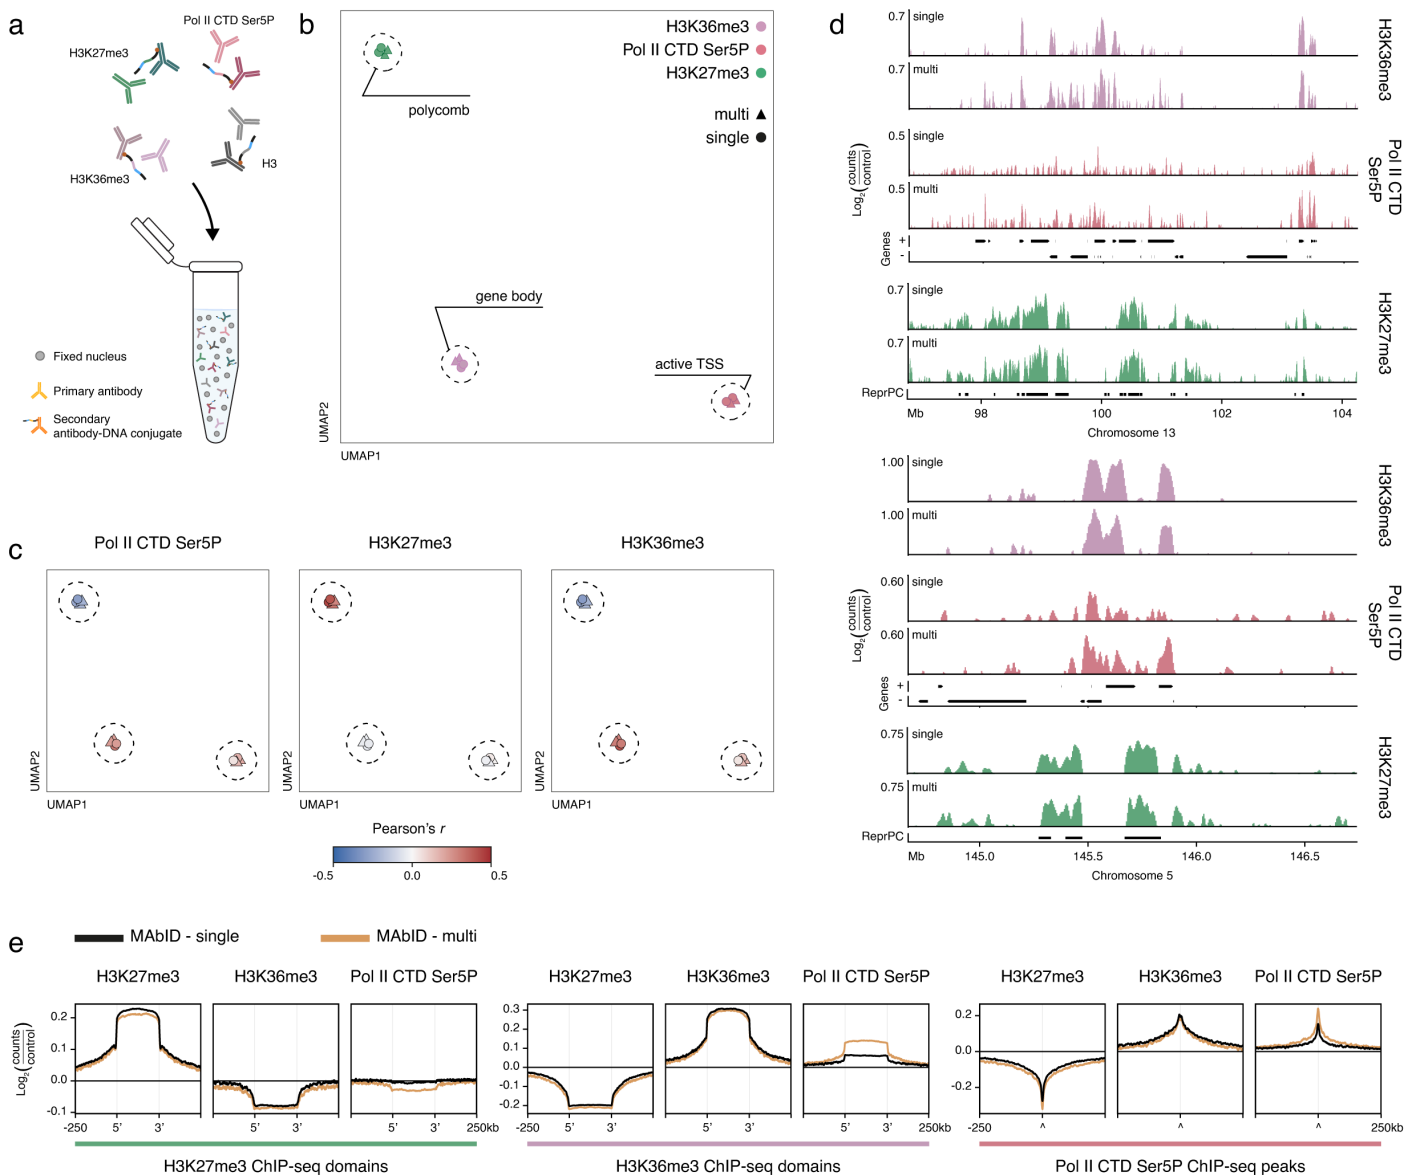 a
Pol II CTD Ser5P
H3K27me3
H3
H3K36me3
Fixed nucleus
Primary antibody
Secondary
antibody-DNA conjugate
b
H3K36me3
Pol II CTD Ser5P
H3K27me3
multi
single
polycomb
gene body
active TSS
UMAP2
UMAP1
c
Pol II CTD Ser5P
H3K27me3
H3K36me3
UMAP2
UMAP1
UMAP2
UMAP1
UMAP2
UMAP1
Pearson's r
-0.5
0.0
0.5
d
0.7
single
0.7
multi
H3K36me3
0.5
single
0.5
multi
Pol II CTD
Ser5P
Log2(counts/control)
Genes
+
-
0.7
single
0.7
multi
H3K27me3
ReprPC
Mb
98
100
102
104
Chromosome 13
1.00
single
1.00
multi
H3K36me3
0.60
single
0.60
multi
Pol II CTD
Ser5P
Log2(counts/control)
Genes
+
-
0.75
single
0.75
multi
H3K27me3
ReprPC
Mb
145.0
145.5
146.0
146.5
Chromosome 5
e
MAbID - single
MAbID - multi
H3K27me3
H3K36me3
Pol II CTD Ser5P
Log2(counts/control)
0.2
0.1
0.0
-0.1
-250
5'
3'
5'
3'
5'
3'
250kb
H3K27me3 ChIP-seq domains
H3K27me3
H3K36me3
Pol II CTD Ser5P
0.3
0.2
0.1
0.0
-0.1
-0.2
-250
5'
3'
5'
3'
5'
3'
250kb
H3K36me3 ChIP-seq domains
H3K27me3
H3K36me3
Pol II CTD Ser5P
0.2
0.0
-0.2
-250
^
^
^
250kb
Pol II CTD Ser5P ChIP-seq peaks